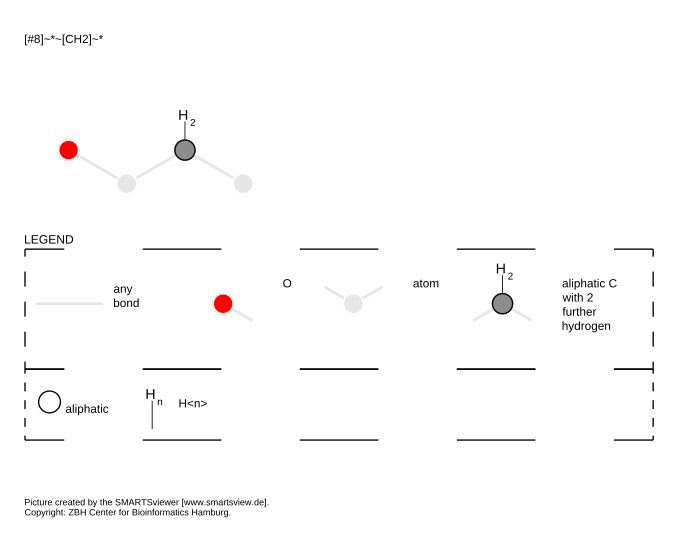 [#8]~*~[CH2]~*
H 2
LEGEND
any
bond
O
atom
H 2
aliphatic C
with 2
further
hydrogen
aliphatic
H n
H<n>
Picture created by the SMARTSviewer [www.smartsview.de].
Copyright: ZBH Center for Bioinformatics Hamburg.